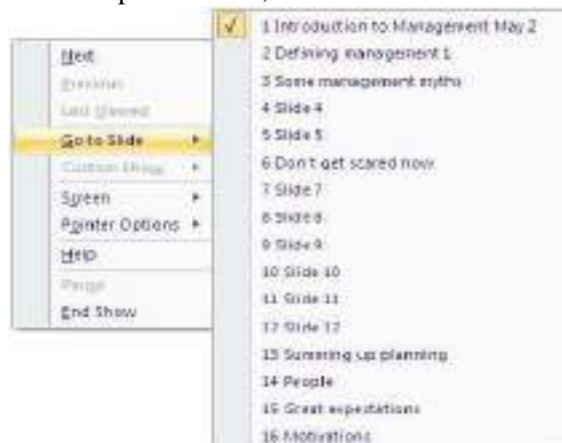 1 Introduction to Management May 2
2 Defining management 1
3 Some management myths
4 Slide 4
5 Slide 5
6 Don't get scared now
7 Slide 7
8 Slide 8
9 Slide 9
10 Slide 10
11 Slide 11
12 Slide 12
13 Summing up planning
14 People
15 Great expectations
16 Motivations
Next
Previous
Last Viewed
Go to Slide
Custom Show
Screen
Pointer Options
Help
Pause
End Show